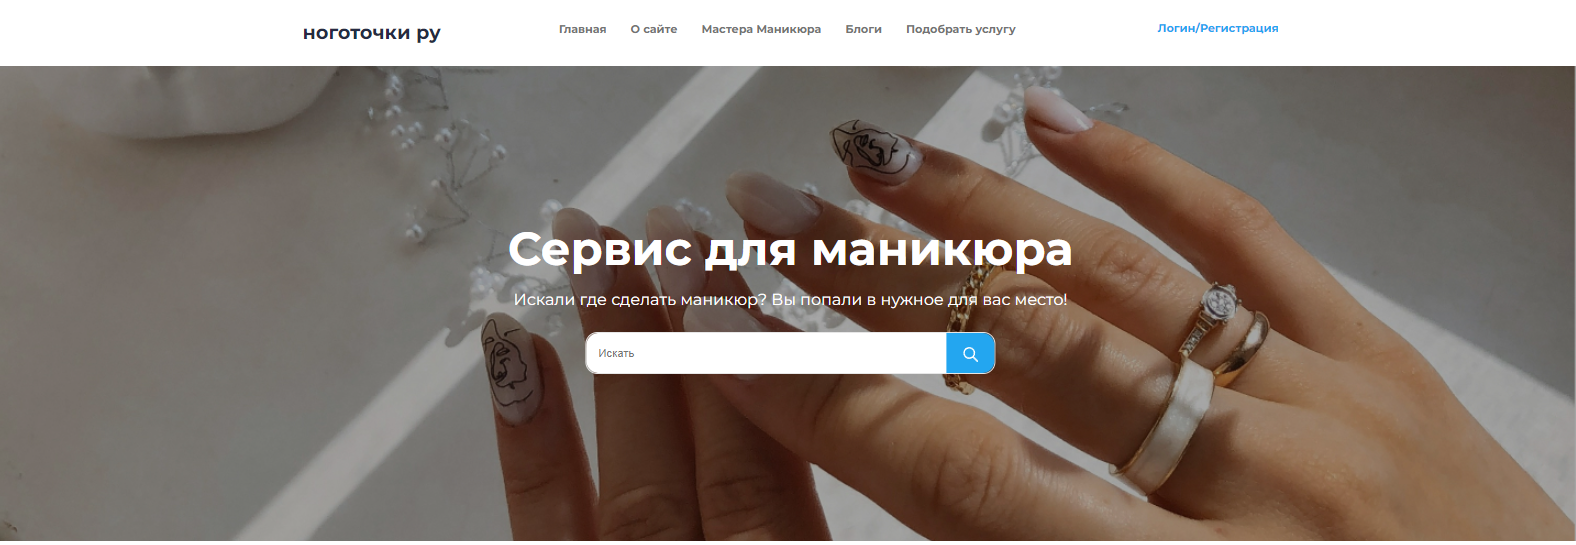 ноготочки ру
Главная О сайте Мастера Маникюра Блоги Подобрать услугу
Логин/Регистрация
Сервис для маникюра
Искали где сделать маникюр? Вы попали в нужное для вас место!
Искать